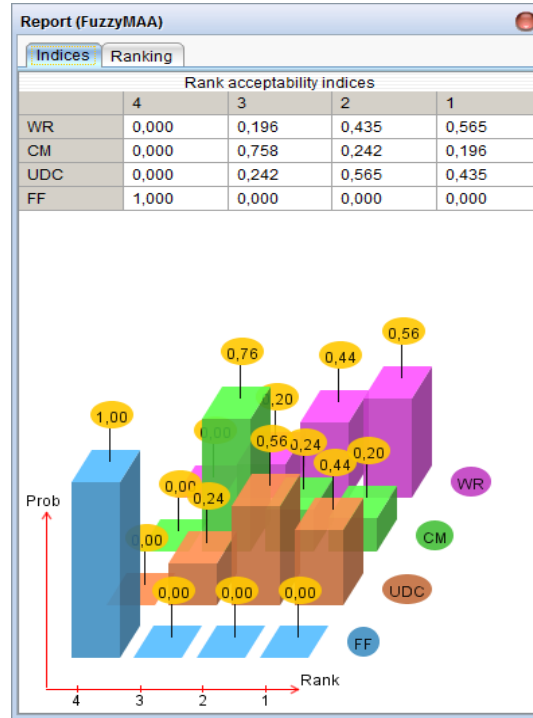 Report (FuzzyMAA)
Indices Ranking
Rank acceptability indices
4 3 2 1
WR 0,000 0,196 0,435 0,565
CM 0,000 0,758 0,242 0,196
UDC 0,000 0,242 0,565 0,435
FF 1,000 0,000 0,000 0,000
0,56
0,76 0,44
1,00 0,20
0,00 0,56 0,24 0,44 0,20
0,00 0,24
WR
Prob
0,00 CM
0,00 0,00 0,00 UDC
FF
Rank
4 3 2 1